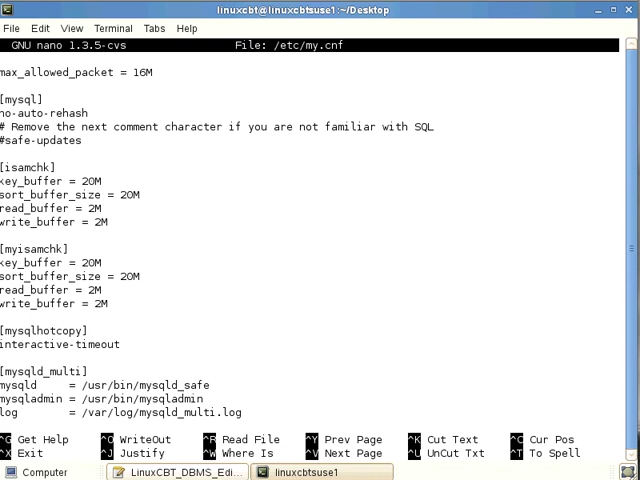 linuxcbt@linuxcbtsuse1:~/Desktop
File Edit View Terminal Tabs Help
GNU nano 1.3.5-cvs File: /etc/my.cnf
max_allowed_packet = 16M
[mysql]
no-auto-rehash
# Remove the next comment character if you are not familiar with SQL
#safe-updates
[isamchk]
key_buffer = 20M
sort_buffer_size = 20M
read_buffer = 2M
write_buffer = 2M
[myisamchk]
key_buffer = 20M
sort_buffer_size = 20M
read_buffer = 2M
write_buffer = 2M
[mysqlhotcopy]
interactive-timeout
[mysqld_multi]
mysqld = /usr/bin/mysqld_safe
mysqladmin = /usr/bin/mysqladmin
log = /var/log/mysqld_multi.log
^G Get Help ^O WriteOut ^R Read File ^Y Prev Page ^K Cut Text ^C Cur Pos
^X Exit ^J Justify ^W Where Is ^V Next Page ^U UnCut Txt ^T To Spell
Computer LinuxCBT_DBMS_Edi... linuxcbtsuse1